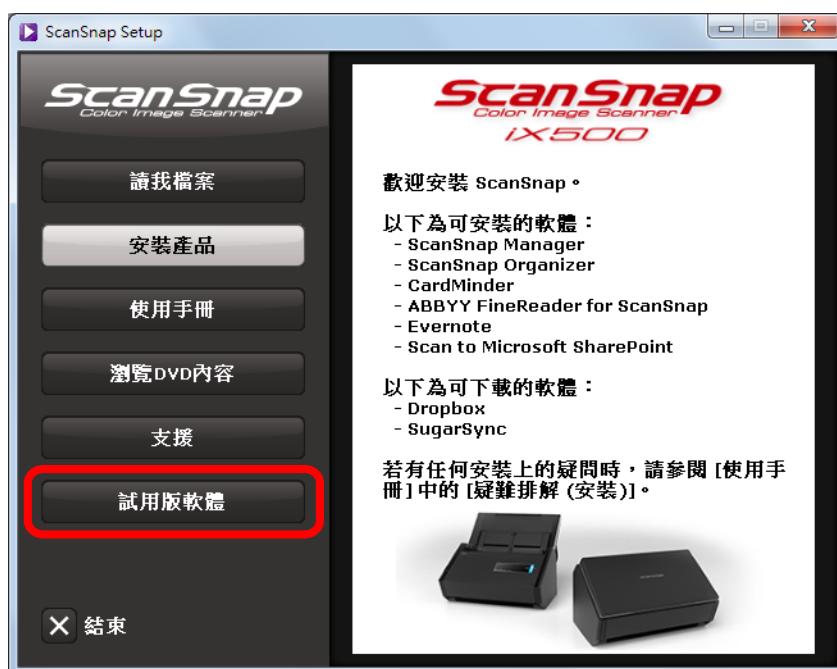 ScanSnap Setup
ScanSnap
Color Image Scanner
讀我檔案
安裝產品
使用手冊
瀏覽DVD內容
支援
試用版軟體
結束
ScanSnap
Color Image Scanner
iX500
歡迎安裝 ScanSnap。
以下為可安裝的軟體：
- ScanSnap Manager
- ScanSnap Organizer
- CardMinder
- ABBYY FineReader for ScanSnap
- Evernote
- Scan to Microsoft SharePoint
以下為可下載的軟體：
- Dropbox
- SugarSync
若有任何安裝上的疑問時，請參閱 [使用手
冊] 中的 [疑難排解 (安裝)]。